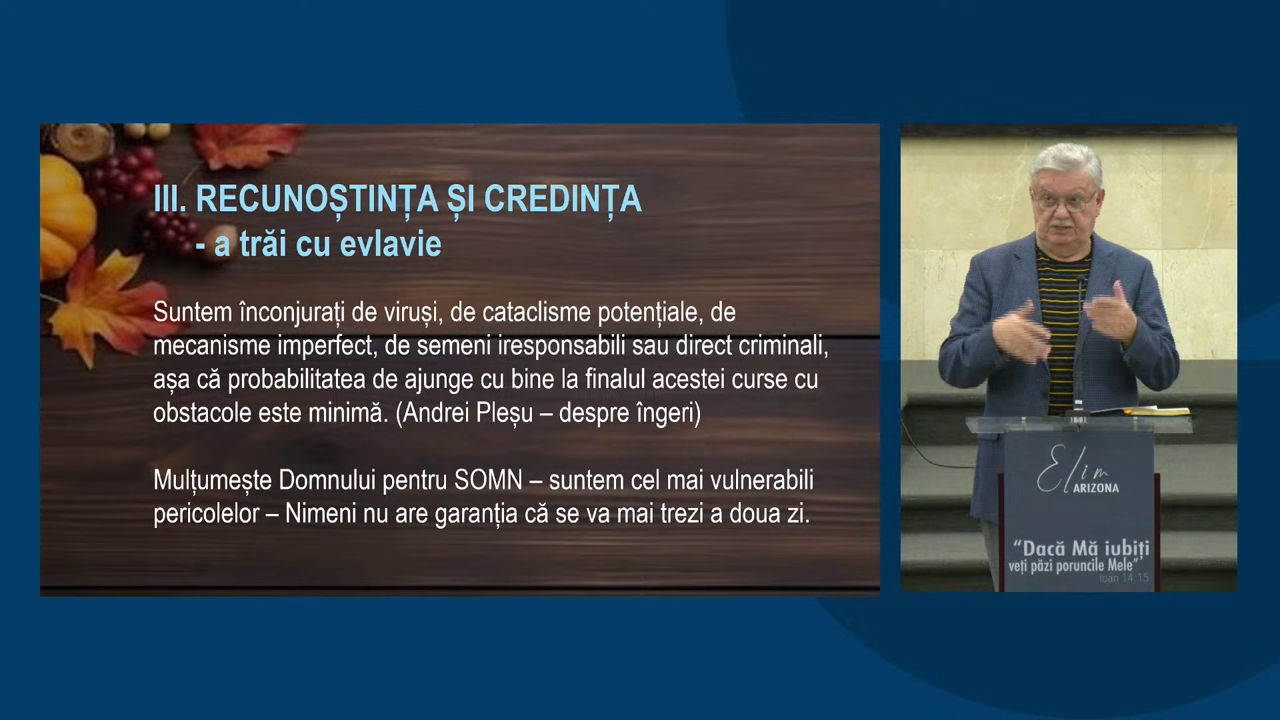 III. RECUNOȘTINȚA ȘI CREDINȚA
- a trăi cu evlavie
Suntem înconjurați de viruși, de cataclisme potențiale, de
mecanisme imperfect, de semeni iresponsabili sau direct criminali,
așa că probabilitatea de ajunge cu bine la finalul acestei curse cu
obstacole este minimă. (Andrei Pleșu – despre îngeri)
Mulțumește Domnului pentru SOMN – suntem cel mai vulnerabili
pericolelor – Nimeni nu are garanția că se va mai trezi a doua zi.
Elim
ARIZONA
“Dacă Mă iubiți
veți păzi poruncile Mele”
Ioan 14:15